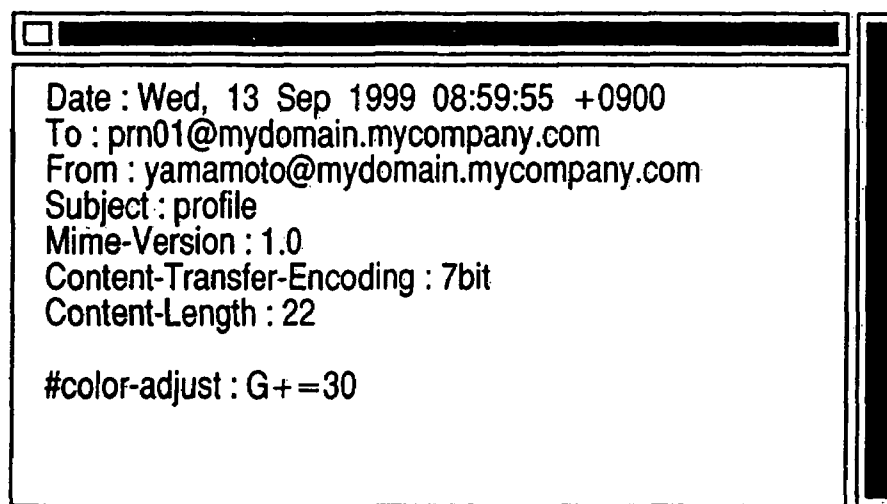 Date : Wed, 13 Sep 1999 08:59:55 +0900
To : prn01@mydomain.mycompany.com
From : yamamoto@mydomain.mycompany.com
Subject : profile
Mime-Version : 1.0
Content-Transfer-Encoding : 7bit
Content-Length : 22
#color-adjust : G+=30